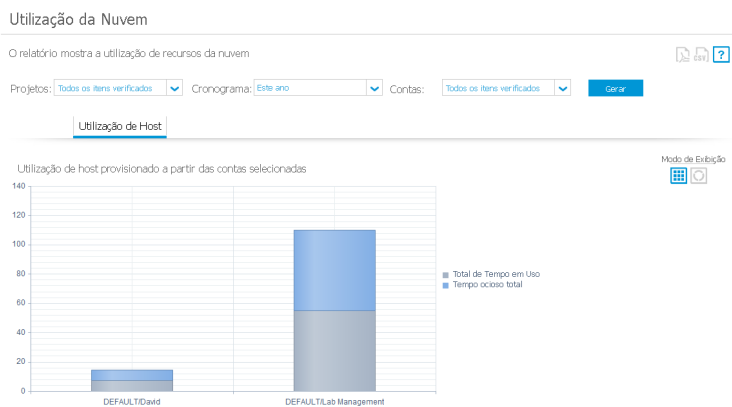 Utilização da Nuvem
O relatório mostra a utilização de recursos da nuvem
?
Projetos: Todos os itens verificados Cronograma: Este ano Contas: Todos os itens verificados Gerar
Utilização de Host
Modo de Exibição
Utilização de host provisionado a partir das contas selecionadas
140
120
100
80
60
40
20
0
Total de Tempo em Uso
Tempo ocioso total
DEFAULT/David DEFAULT/Lab Management